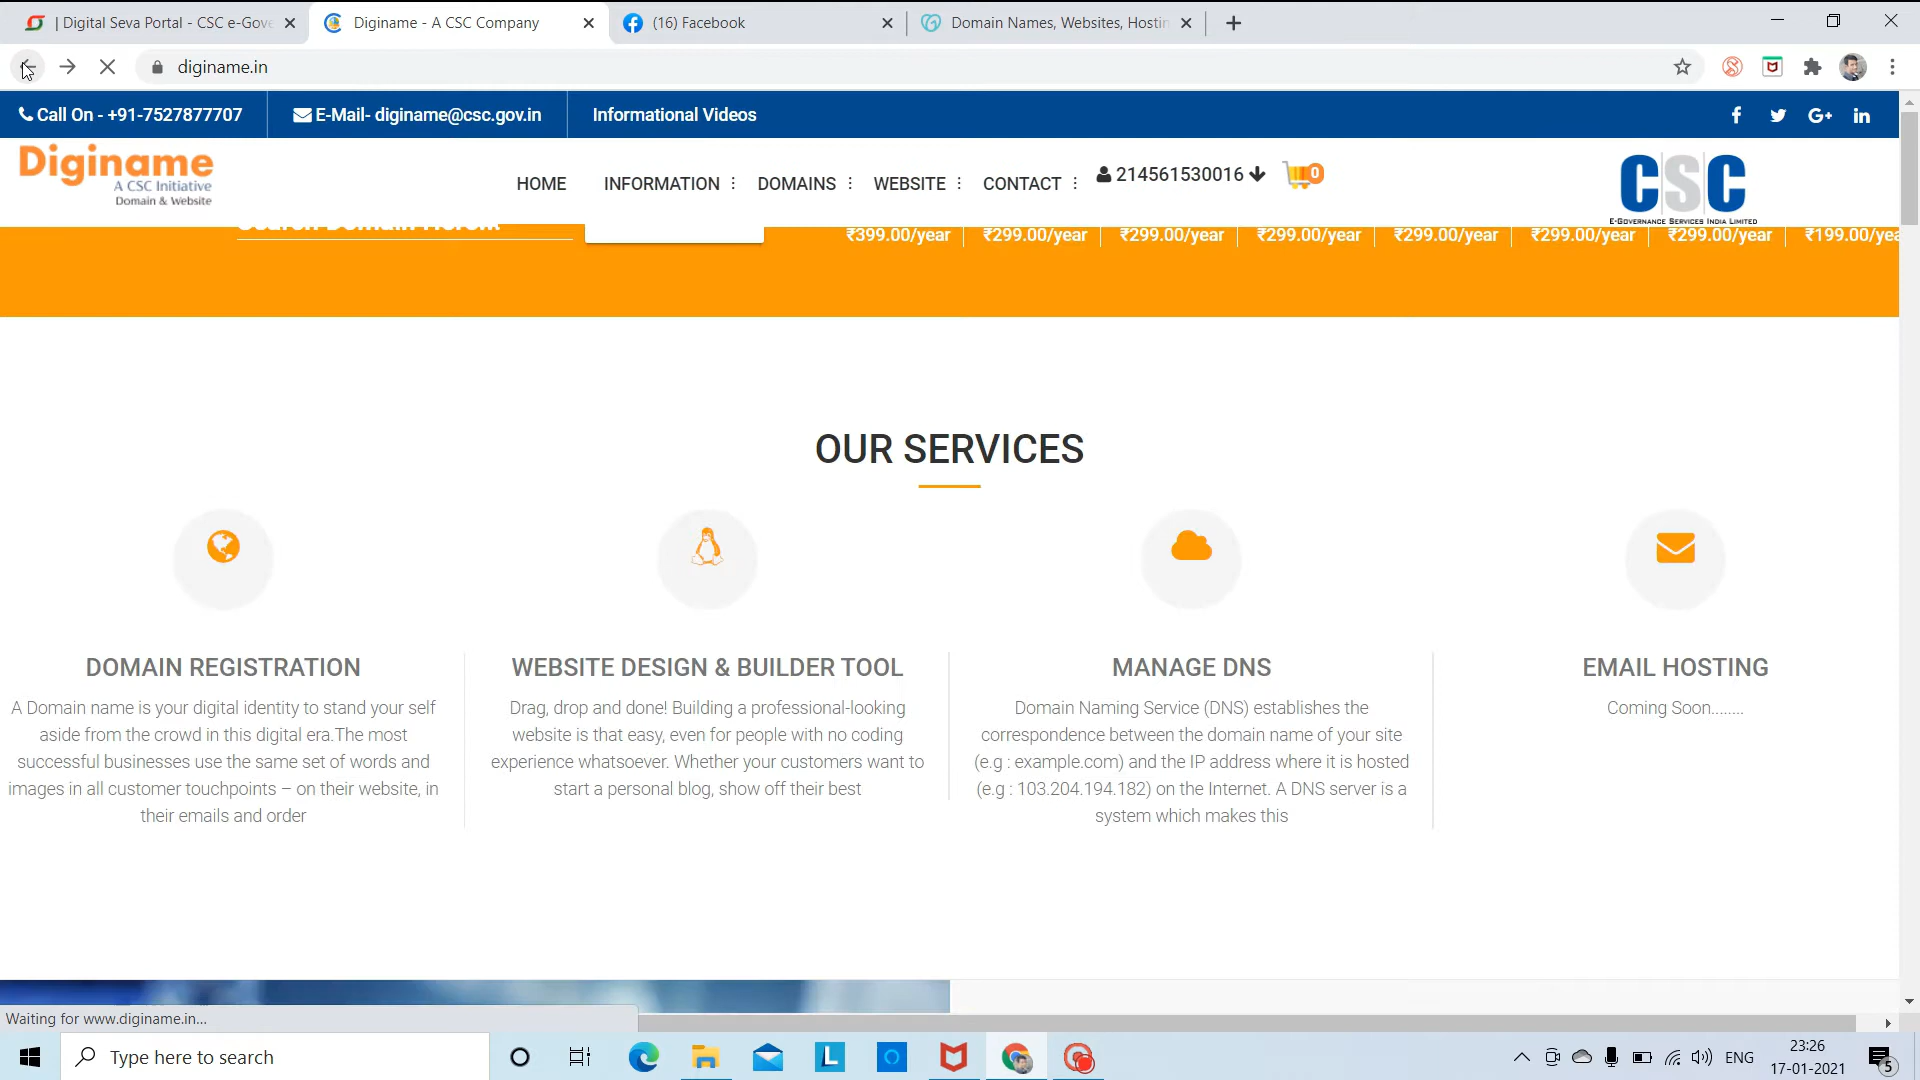 | Digital Seva Portal - CSC e-Gove
Diginame - A CSC Company
(16) Facebook
Domain Names, Websites, Hostin
diginame.in
Call On - +91-7527877707
E-Mail- diginame@csc.gov.in
Informational Videos
Diginame
A CSC Initiative
Domain & Website
HOME
INFORMATION
DOMAINS
WEBSITE
CONTACT
214561530016
0
CSC
E-GOVERNANCE SERVICES INDIA LIMITED
₹399.00/year
₹299.00/year
₹299.00/year
₹299.00/year
₹299.00/year
₹299.00/year
₹299.00/year
₹199.00/yea
OUR SERVICES
DOMAIN REGISTRATION
A Domain name is your digital identity to stand your self
aside from the crowd in this digital era.The most
successful businesses use the same set of words and
images in all customer touchpoints – on their website, in
their emails and order
WEBSITE DESIGN & BUILDER TOOL
Drag, drop and done! Building a professional-looking
website is that easy, even for people with no coding
experience whatsoever. Whether your customers want to
start a personal blog, show off their best
MANAGE DNS
Domain Naming Service (DNS) establishes the
correspondence between the domain name of your site
(e.g : example.com) and the IP address where it is hosted
(e.g : 103.204.194.182) on the Internet. A DNS server is a
system which makes this
EMAIL HOSTING
Coming Soon........
Waiting for www.diginame.in...
Type here to search
L
ENG
23:26
17-01-2021
5